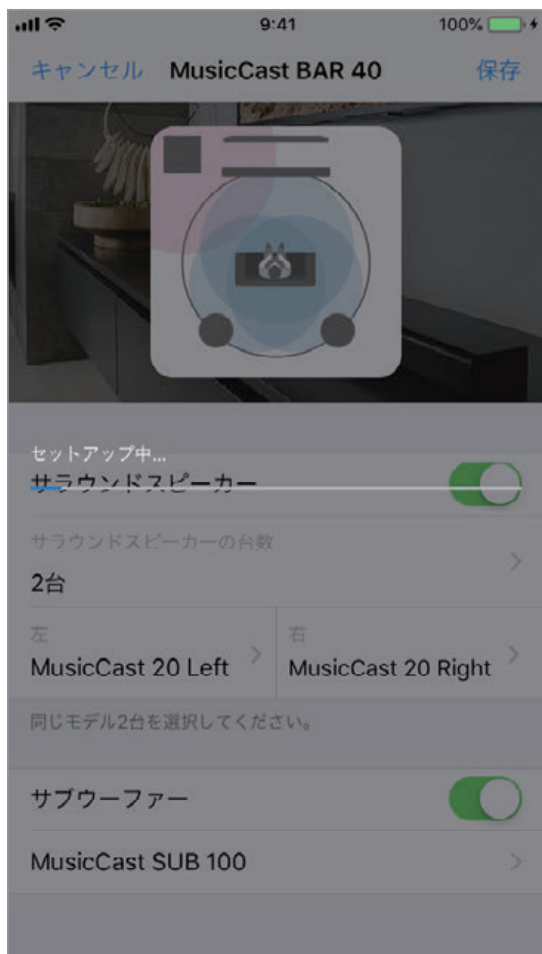 9:41
100%
キャンセル MusicCast BAR 40 保存
セットアップ中...
サラウンドスピーカー
サラウンドスピーカーの台数
2台
左 右
MusicCast 20 Left MusicCast 20 Right
同じモデル2台を選択してください。
サブウーファー
MusicCast SUB 100